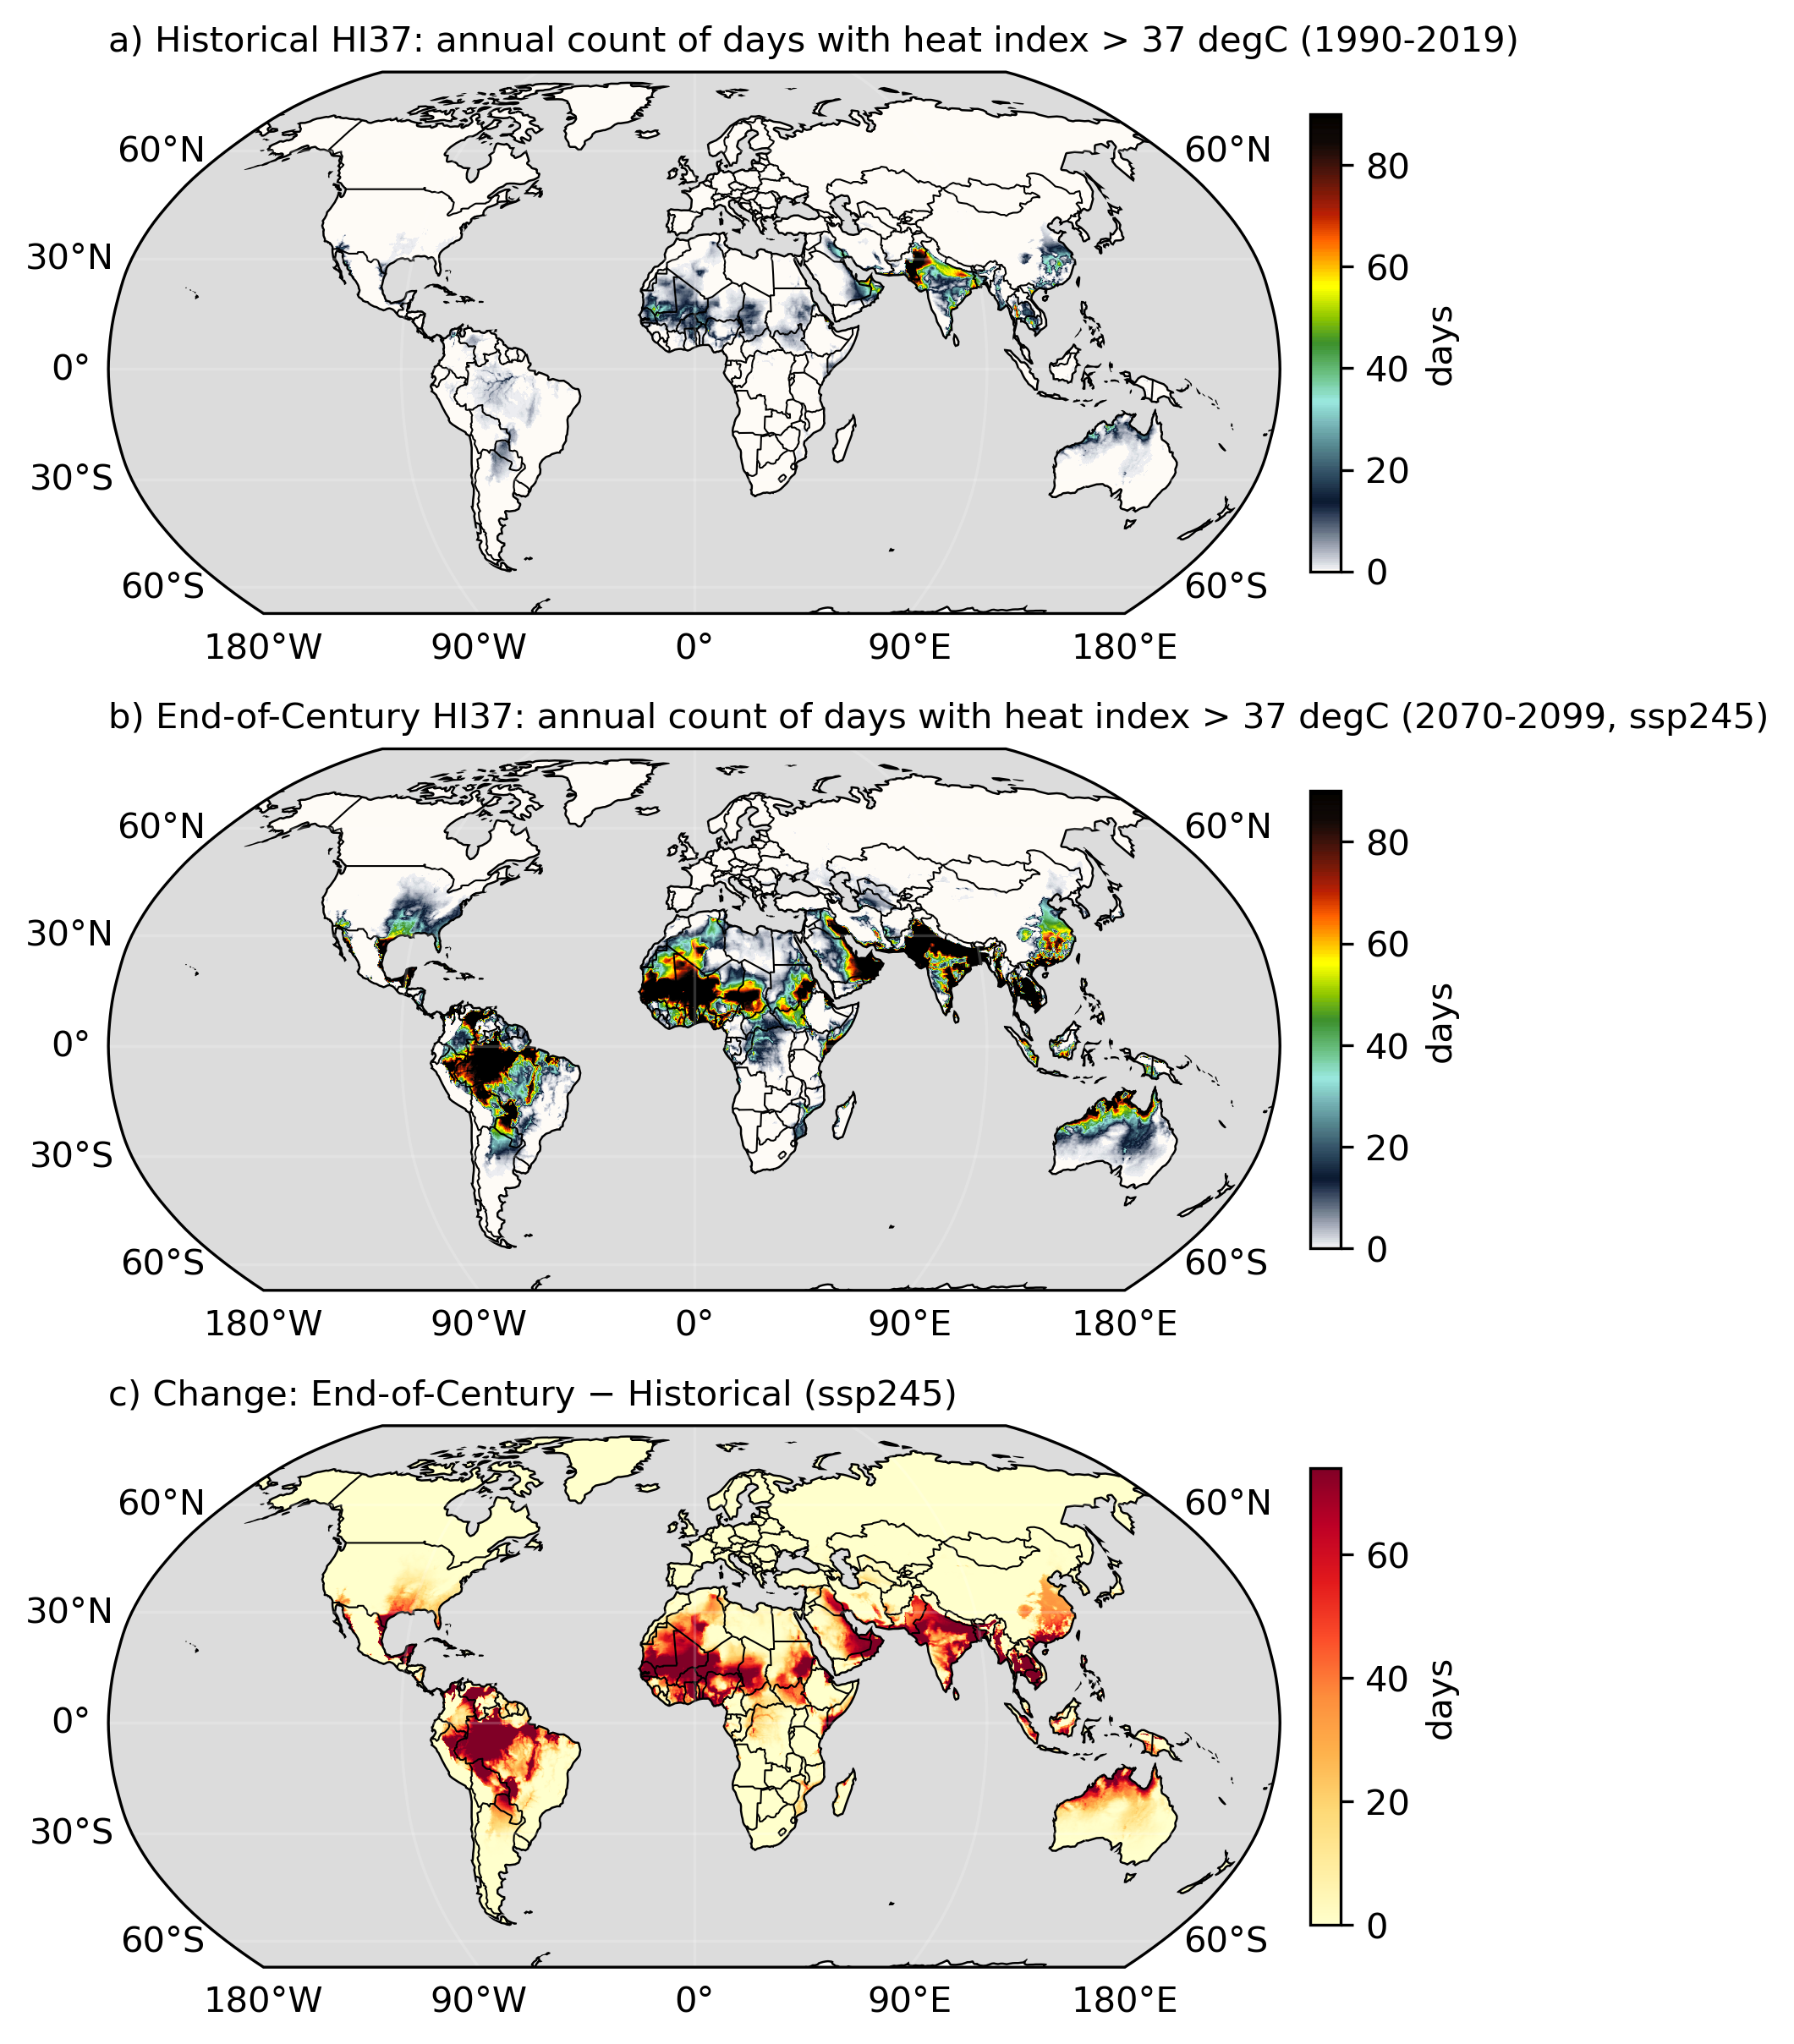 a) Historical HI37: annual count of days with heat index > 37 degC (1990-2019)
60°N 60°N
30°N
0°
30°S
60°S 60°S
180°W 90°W 0° 90°E 180°E
80
60
40
20
0
days
b) End-of-Century HI37: annual count of days with heat index > 37 degC (2070-2099, ssp245)
60°N 60°N
30°N
0°
30°S
60°S 60°S
180°W 90°W 0° 90°E 180°E
80
60
40
20
0
days
c) Change: End-of-Century − Historical (ssp245)
60°N 60°N
30°N
0°
30°S
60°S 60°S
180°W 90°W 0° 90°E 180°E
60
40
20
0
days